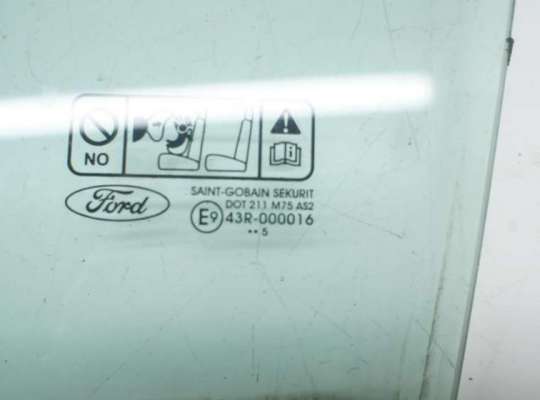 NO
Ford
SAINT-GOBAIN SEKURIT
DOT 211 M75 AS2
E9 43R-000016
•• 5